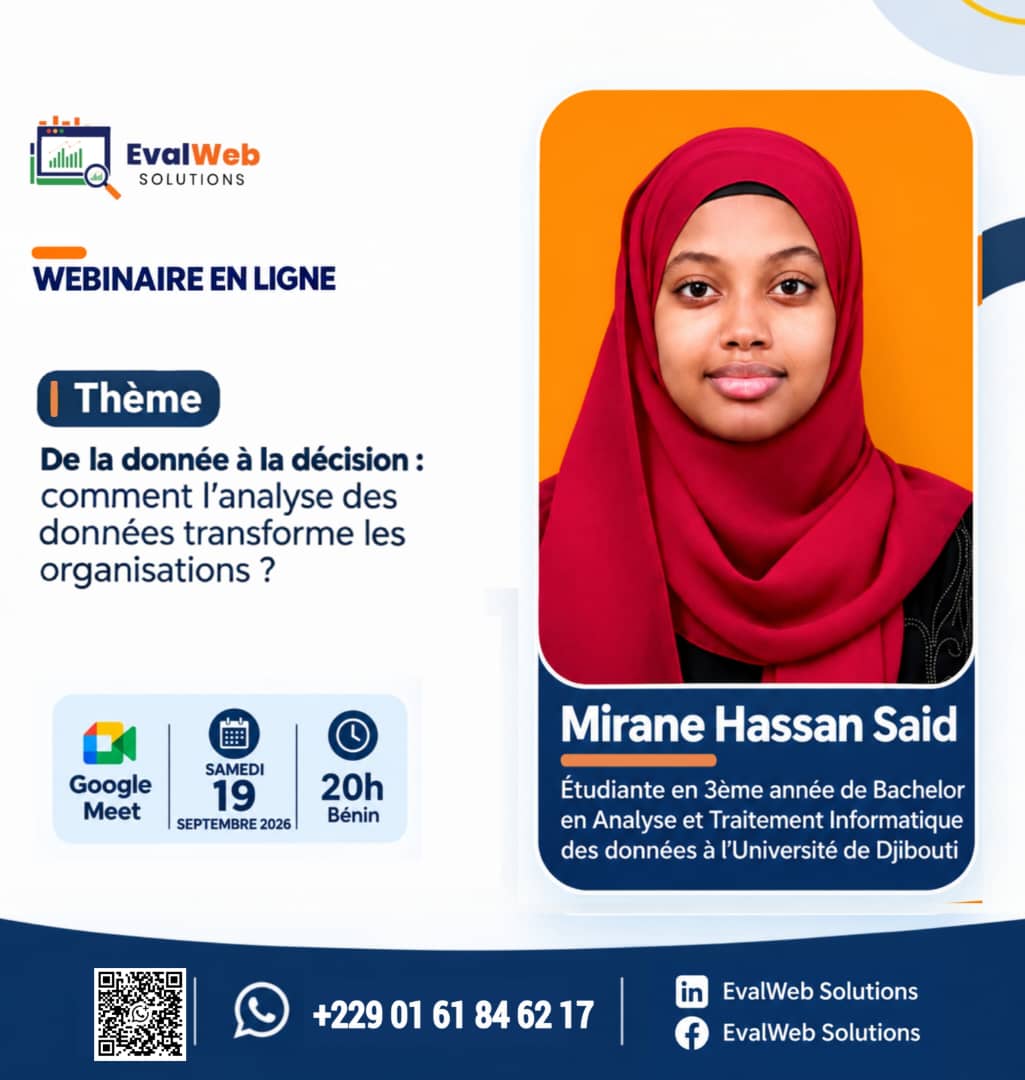 EvalWeb
SOLUTIONS
WEBINAIRE EN LIGNE
Thème
De la donnée à la décision :
comment l'analyse des
données transforme les
organisations ?
Google
Meet
SAMEDI
19
SEPTEMBRE 2026
20h
Bénin
Mirane Hassan Said
Étudiante en 3ème année de Bachelor
en Analyse et Traitement Informatique
des données à l'Université de Djibouti
+229 01 61 84 62 17
in EvalWeb Solutions
f EvalWeb Solutions